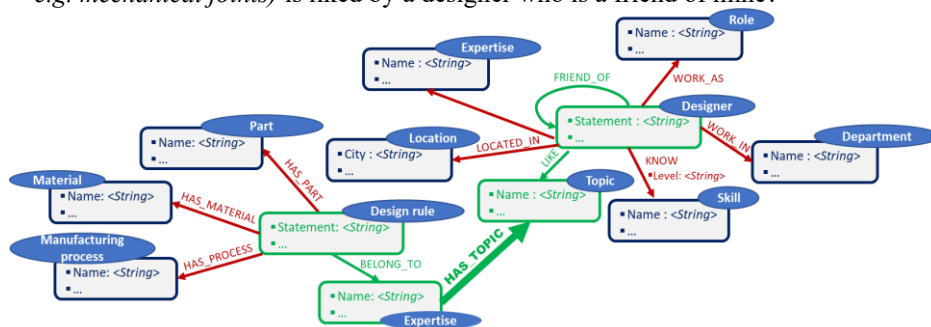 e.g. mechanical joints) is liked by a designer who is a friend of mine?
Role
▪ Name : <String>
▪ ...
Expertise
▪ Name : <String>
▪ ...
FRIEND_OF
WORK_AS
Designer
▪ Statement : <String>
▪ ...
WORK_IN
Department
▪ Name : <String>
▪ ...
Location
▪ City : <String>
▪ ...
LOCATED_IN
Part
▪ Name: <String>
▪ ...
HAS_PART
LIKE
KNOW
▪ Level: <String>
Skill
▪ Name : <String>
▪ ...
Topic
▪ Name : <String>
▪ ...
Material
▪ Name: <String>
▪ ...
HAS_MATERIAL
Design rule
▪ Statement: <String>
▪ ...
Manufacturing
process
▪ Name: <String>
▪ ...
HAS_PROCESS
BELONG_TO
HAS_TOPIC
▪ Name: <String>
▪ ...
Expertise